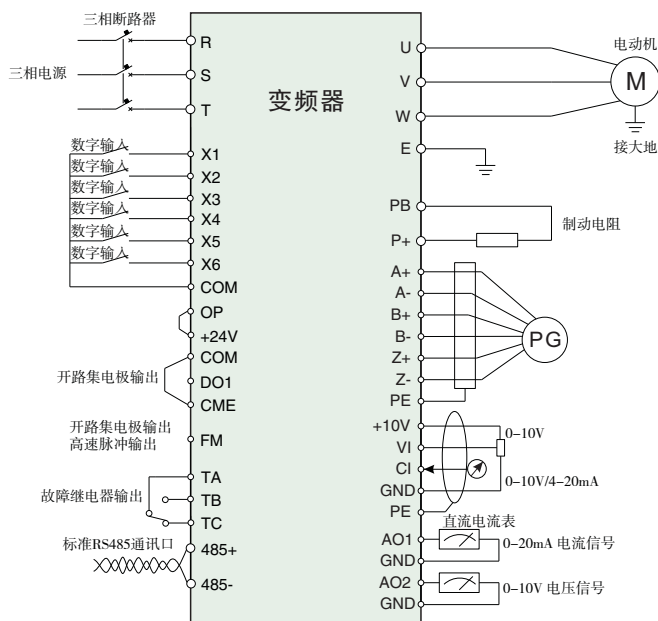 三相断路器
三相电源
R
S
T
变频器
U
V
W
E
电动机
M
接大地
数字输入
数字输入
数字输入
数字输入
数字输入
数字输入
X1
X2
X3
X4
X5
X6
COM
OP
+24V
COM
DO1
CME
开路集电极输出
开路集电极输出
高速脉冲输出
FM
TA
TB
TC
故障继电器输出
标准RS485通讯口
485+
485-
PB
P+
制动电阻
A+
A-
B+
B-
Z+
Z-
PE
PG
+10V
VI
CI
GND
PE
0-10V
0-10V/4-20mA
直流电流表
AO1
GND
AO2
GND
0-20mA 电流信号
0-10V 电压信号